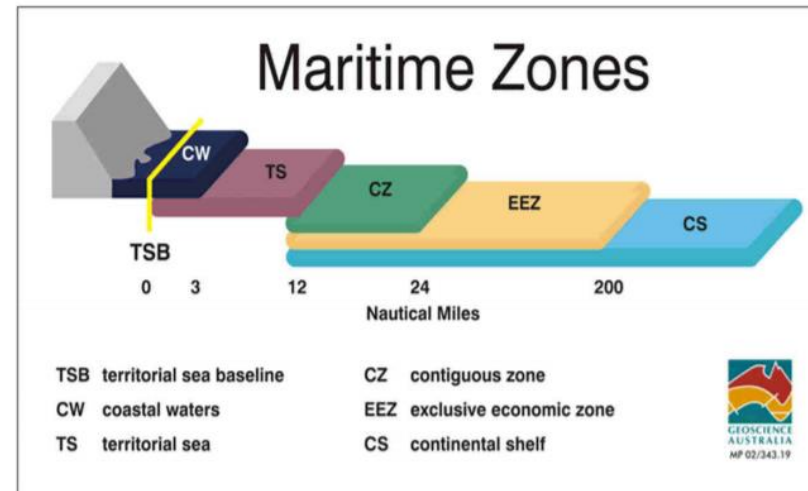 Maritime Zones
CW
TS
CZ
EEZ
CS
TSB
0 3 12 24 200
Nautical Miles
TSB territorial sea baseline
CW coastal waters
TS territorial sea
CZ contiguous zone
EEZ exclusive economic zone
CS continental shelf
GEOSCIENCE
AUSTRALIA
MP 02/343.19